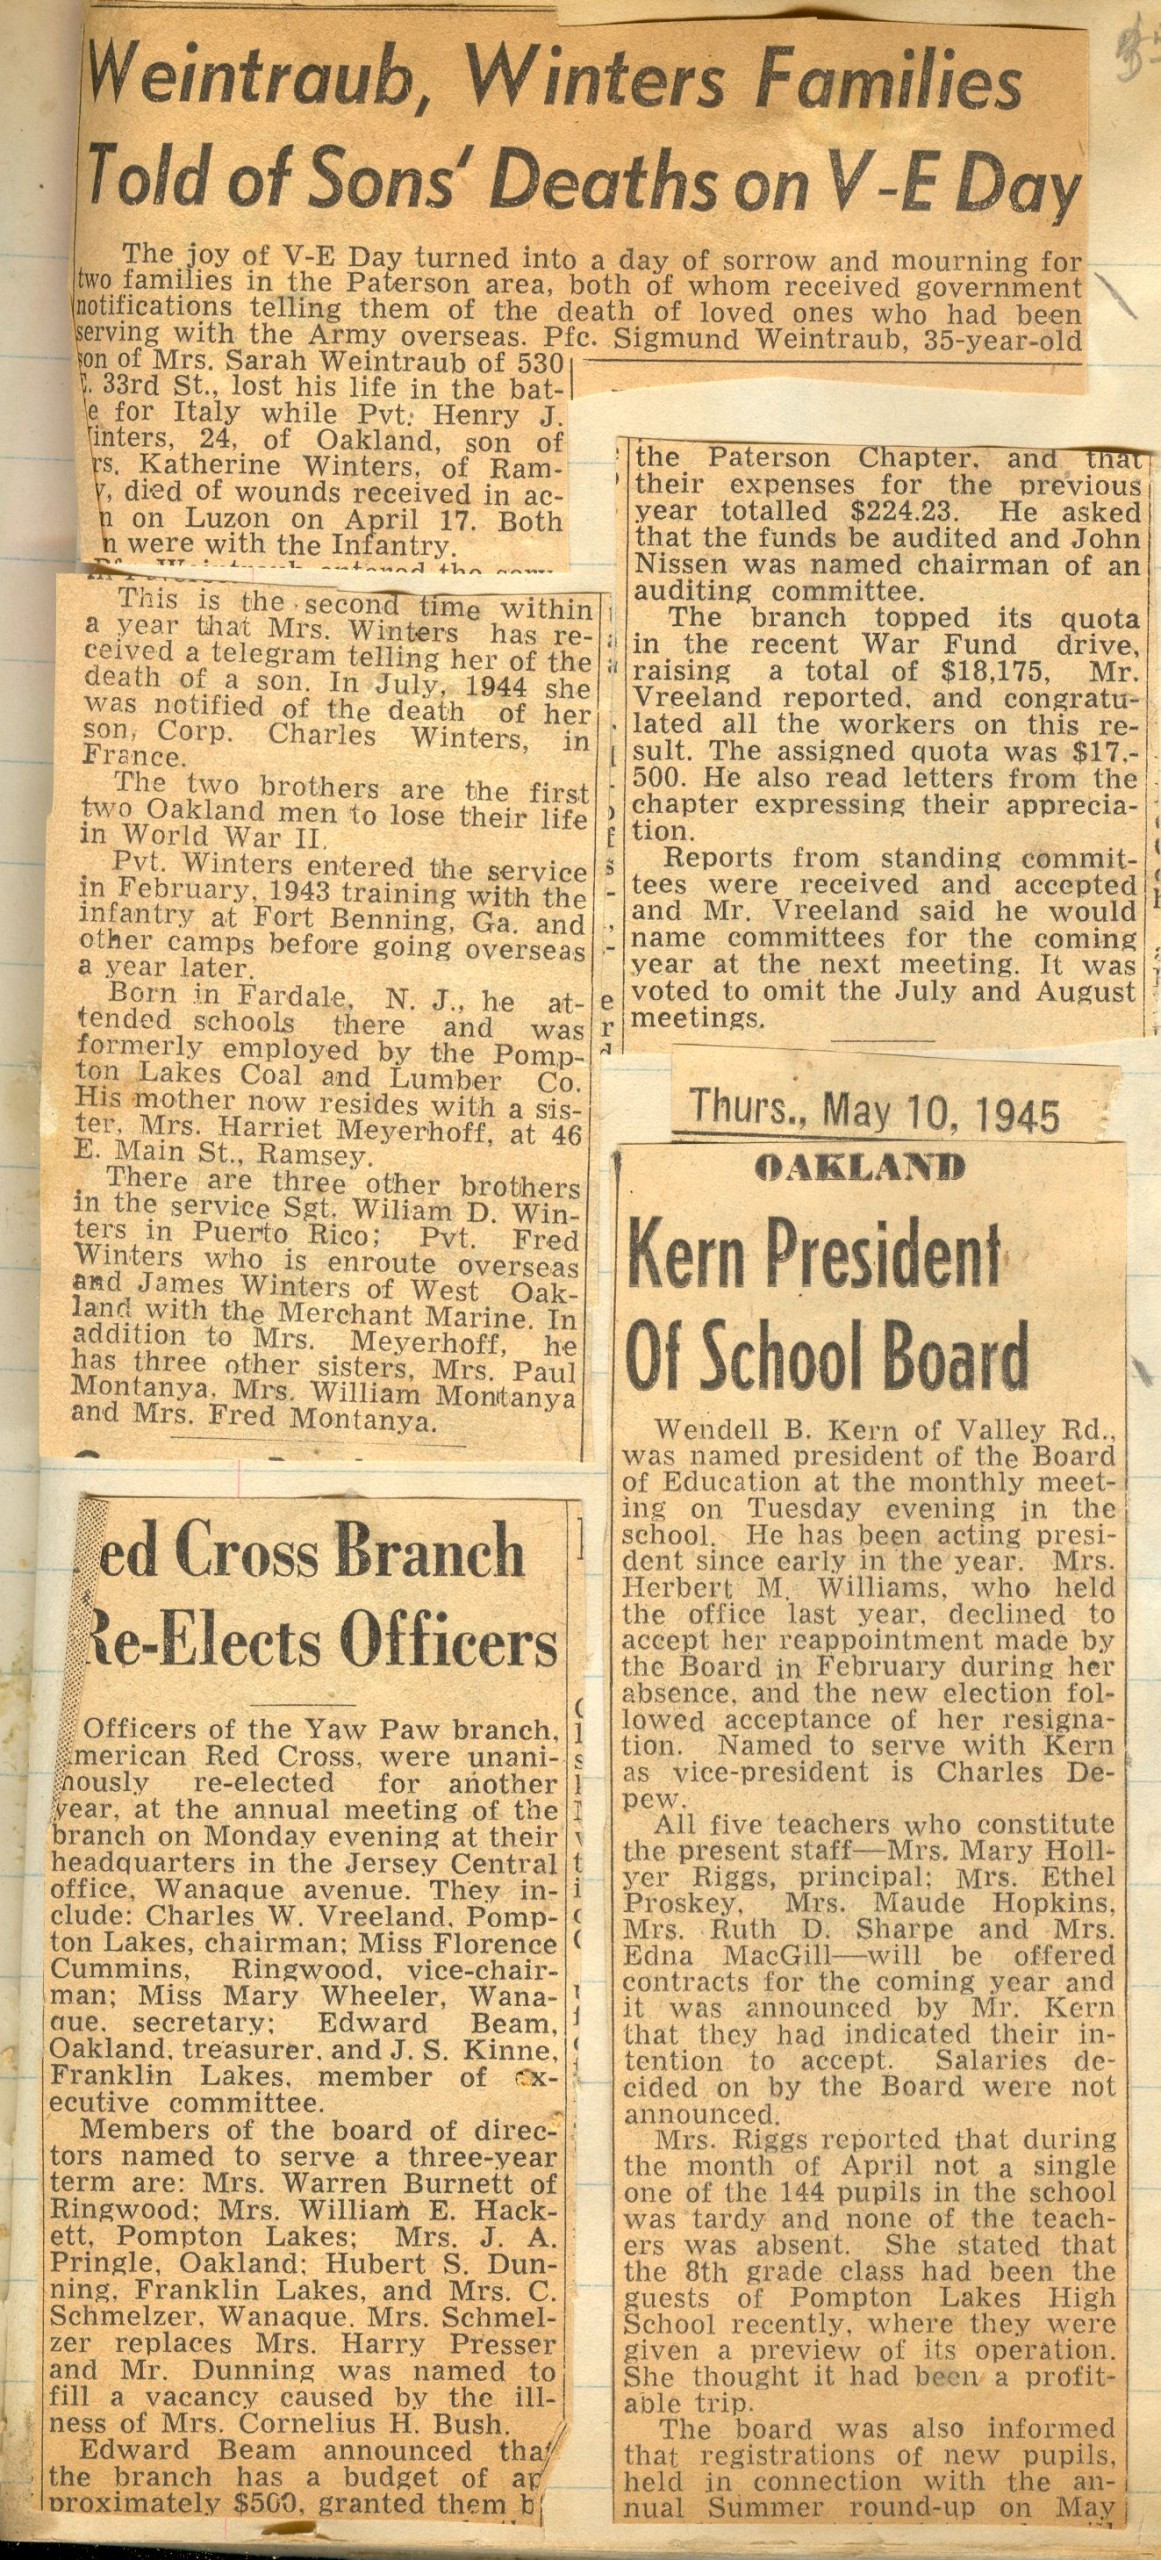 Weintraub, Winters Families
Told of Sons' Deaths on V-E Day
The joy of V-E Day turned into a day of sorrow and mourning for
two families in the Paterson area, both of whom received government
notifications telling them of the death of loved ones who had been
serving with the Army overseas. Pfc. Sigmund Weintraub, 35-year-old
son of Mrs. Sarah Weintraub of 530
E. 33rd St., lost his life in the bat-
e for Italy while Pvt. Henry J.
inters, 24, of Oakland, son of
rs. Katherine Winters, of Ram-
y, died of wounds received in ac-
n on Luzon on April 17. Both
n were with the Infantry.
This is the second time within
a year that Mrs. Winters has re-
ceived a telegram telling her of the
death of a son. In July, 1944 she
was notified of the death of her
son, Corp. Charles Winters, in
France.
The two brothers are the first
two Oakland men to lose their life
in World War II.
Pvt. Winters entered the service
in February, 1943 training with the
infantry at Fort Benning, Ga. and
other camps before going overseas
a year later.
Born in Fardale, N. J., he at-
tended schools there and was
formerly employed by the Pomp-
ton Lakes Coal and Lumber Co.
His mother now resides with a sis-
ter, Mrs. Harriet Meyerhoff, at 46
E. Main St., Ramsey.
There are three other brothers
in the service Sgt. Wiliam D. Win-
ters in Puerto Rico; Pvt. Fred
Winters who is enroute overseas
and James Winters of West Oak-
land with the Merchant Marine. In
addition to Mrs. Meyerhoff, he
has three other sisters, Mrs. Paul
Montanya, Mrs. William Montanya
and Mrs. Fred Montanya.
ed Cross Branch
Re-Elects Officers
Officers of the Yaw Paw branch,
American Red Cross, were unani-
mously re-elected for another
year, at the annual meeting of the
branch on Monday evening at their
headquarters in the Jersey Central
office, Wanaque avenue. They in-
clude: Charles W. Vreeland, Pomp-
ton Lakes, chairman; Miss Florence
Cummins, Ringwood, vice-chair-
man; Miss Mary Wheeler, Wana-
que, secretary; Edward Beam,
Oakland, treasurer, and J. S. Kinne,
Franklin Lakes, member of ex-
ecutive committee.
Members of the board of direc-
tors named to serve a three-year
term are: Mrs. Warren Burnett of
Ringwood; Mrs. William E. Hack-
ett, Pompton Lakes; Mrs. J. A.
Pringle, Oakland; Hubert S. Dun-
ning, Franklin Lakes, and Mrs. C.
Schmelzer, Wanaque. Mrs. Schmel-
zer replaces Mrs. Harry Presser
and Mr. Dunning was named to
fill a vacancy caused by the ill-
ness of Mrs. Cornelius H. Bush.
Edward Beam announced that
the branch has a budget of ap
proximately $500, granted them b
the Paterson Chapter, and that
their expenses for the previous
year totalled $224.23. He asked
that the funds be audited and John
Nissen was named chairman of an
auditing committee.
The branch topped its quota
in the recent War Fund drive,
raising a total of $18,175, Mr.
Vreeland reported, and congratu-
lated all the workers on this re-
sult. The assigned quota was $17,-
500. He also read letters from the
chapter expressing their apprecia-
tion.
Reports from standing commit-
tees were received and accepted
and Mr. Vreeland said he would
name committees for the coming
year at the next meeting. It was
voted to omit the July and August
meetings.
Thurs., May 10, 1945
OAKLAND
Kern President
Of School Board
Wendell B. Kern of Valley Rd.,
was named president of the Board
of Education at the monthly meet-
ing on Tuesday evening in the
school. He has been acting presi-
dent since early in the year. Mrs.
Herbert M. Williams, who held
the office last year, declined to
accept her reappointment made by
the Board in February during her
absence, and the new election fol-
lowed acceptance of her resigna-
tion. Named to serve with Kern
as vice-president is Charles De-
pew.
All five teachers who constitute
the present staff—Mrs. Mary Holl-
yer Riggs, principal; Mrs. Ethel
Proskey, Mrs. Maude Hopkins,
Mrs. Ruth D. Sharpe and Mrs.
Edna MacGill—will be offered
contracts for the coming year and
it was announced by Mr. Kern
that they had indicated their in-
tention to accept. Salaries de-
cided on by the Board were not
announced.
Mrs. Riggs reported that during
the month of April not a single
one of the 144 pupils in the school
was tardy and none of the teach-
ers was absent. She stated that
the 8th grade class had been the
guests of Pompton Lakes High
School recently, where they were
given a preview of its operation.
She thought it had been a profit-
able trip.
The board was also informed
that registrations of new pupils,
held in connection with the an-
nual Summer round-up on May